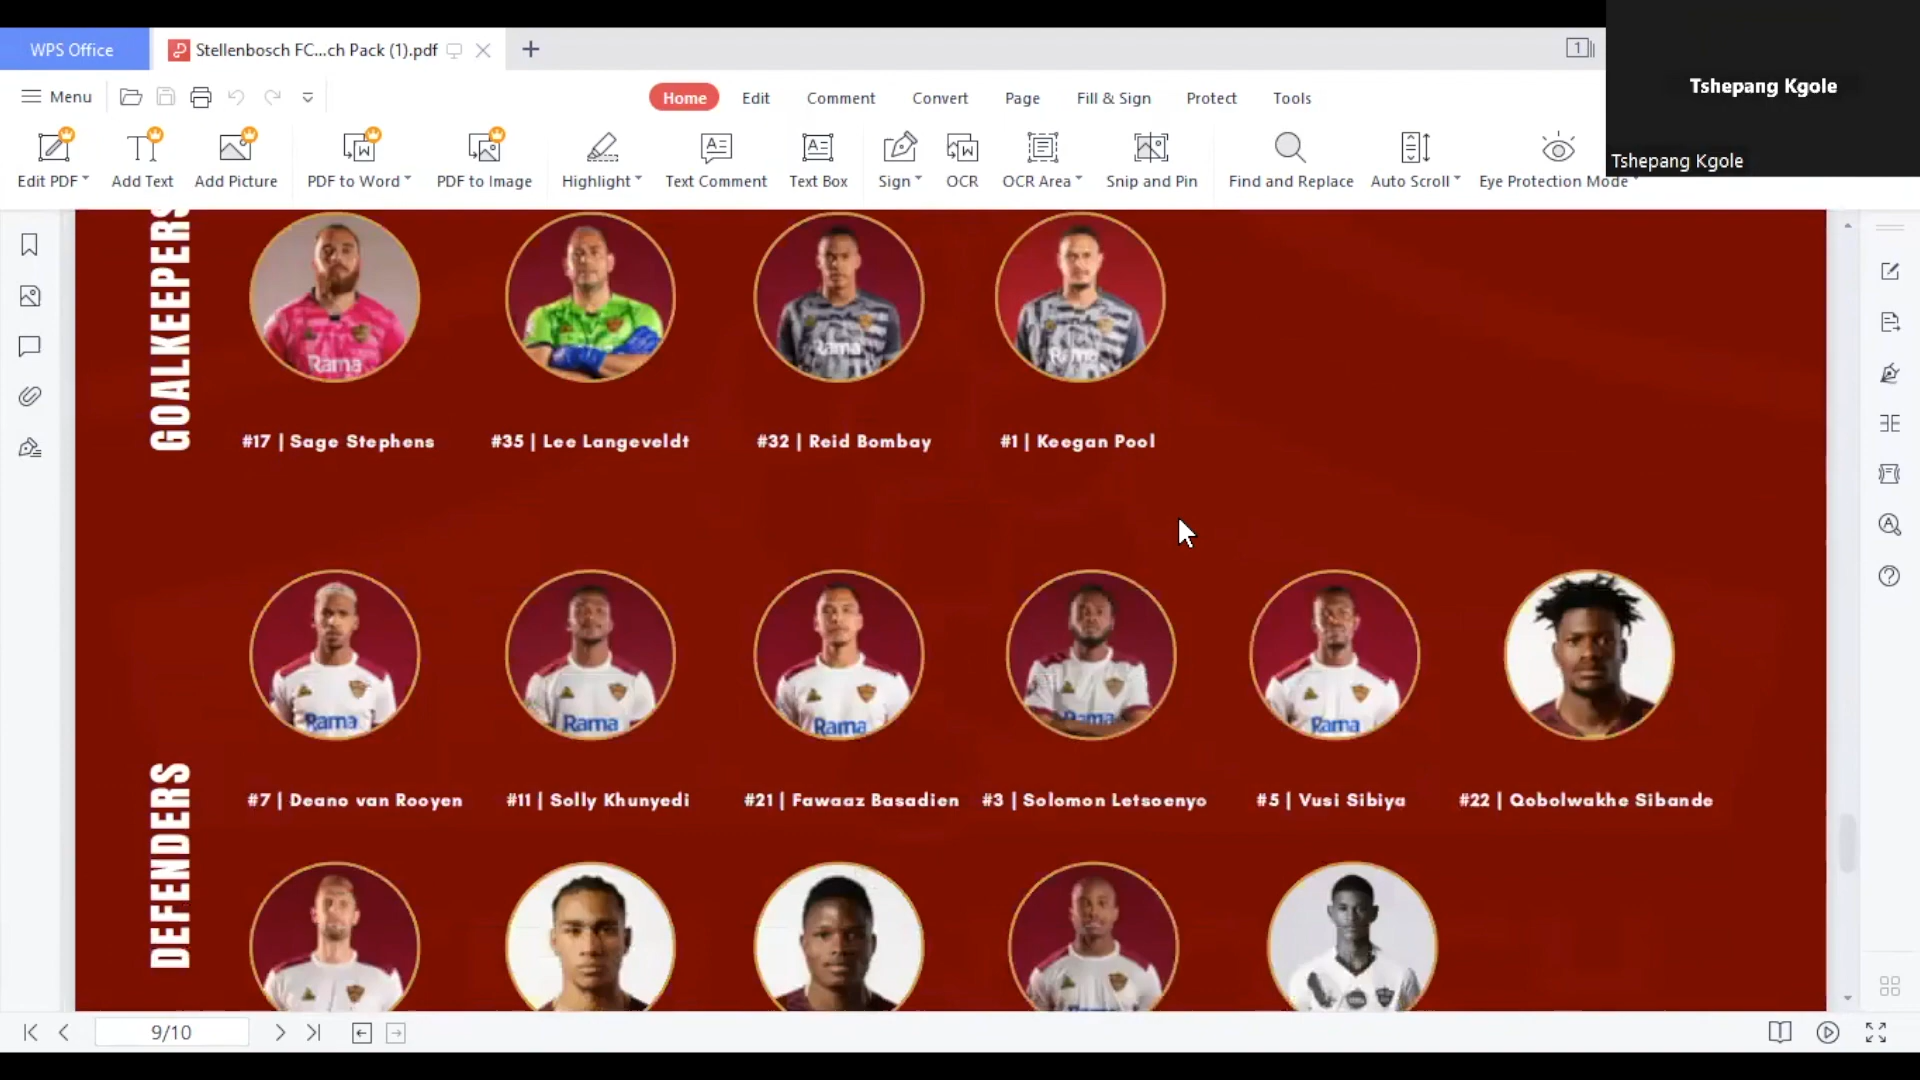 WPS Office
Stellenbosch FC...ch Pack (1).pdf
1
Tshepang Kgole
Tshepang Kgole
Menu
Home
Edit
Comment
Convert
Page
Fill & Sign
Protect
Tools
Edit PDF
Add Text
Add Picture
PDF to Word
PDF to Image
Highlight
Text Comment
Text Box
Sign
OCR
OCR Area
Snip and Pin
Find and Replace
Auto Scroll
Eye Protection Mode
GOALKEEPERS
Rama
Rama
Rama
#17 | Sage Stephens
#35 | Lee Langeveldt
#32 | Reid Bombay
#1 | Keegan Pool
DEFENDERS
Rama
Rama
Rama
Rama
Rama
#7 | Deano van Rooyen
#11 | Solly Khunyedi
#21 | Fawaaz Basadien
#3 | Solomon Letsoenyo
#5 | Vusi Sibiya
#22 | Qobolwakhe Sibande
9/10